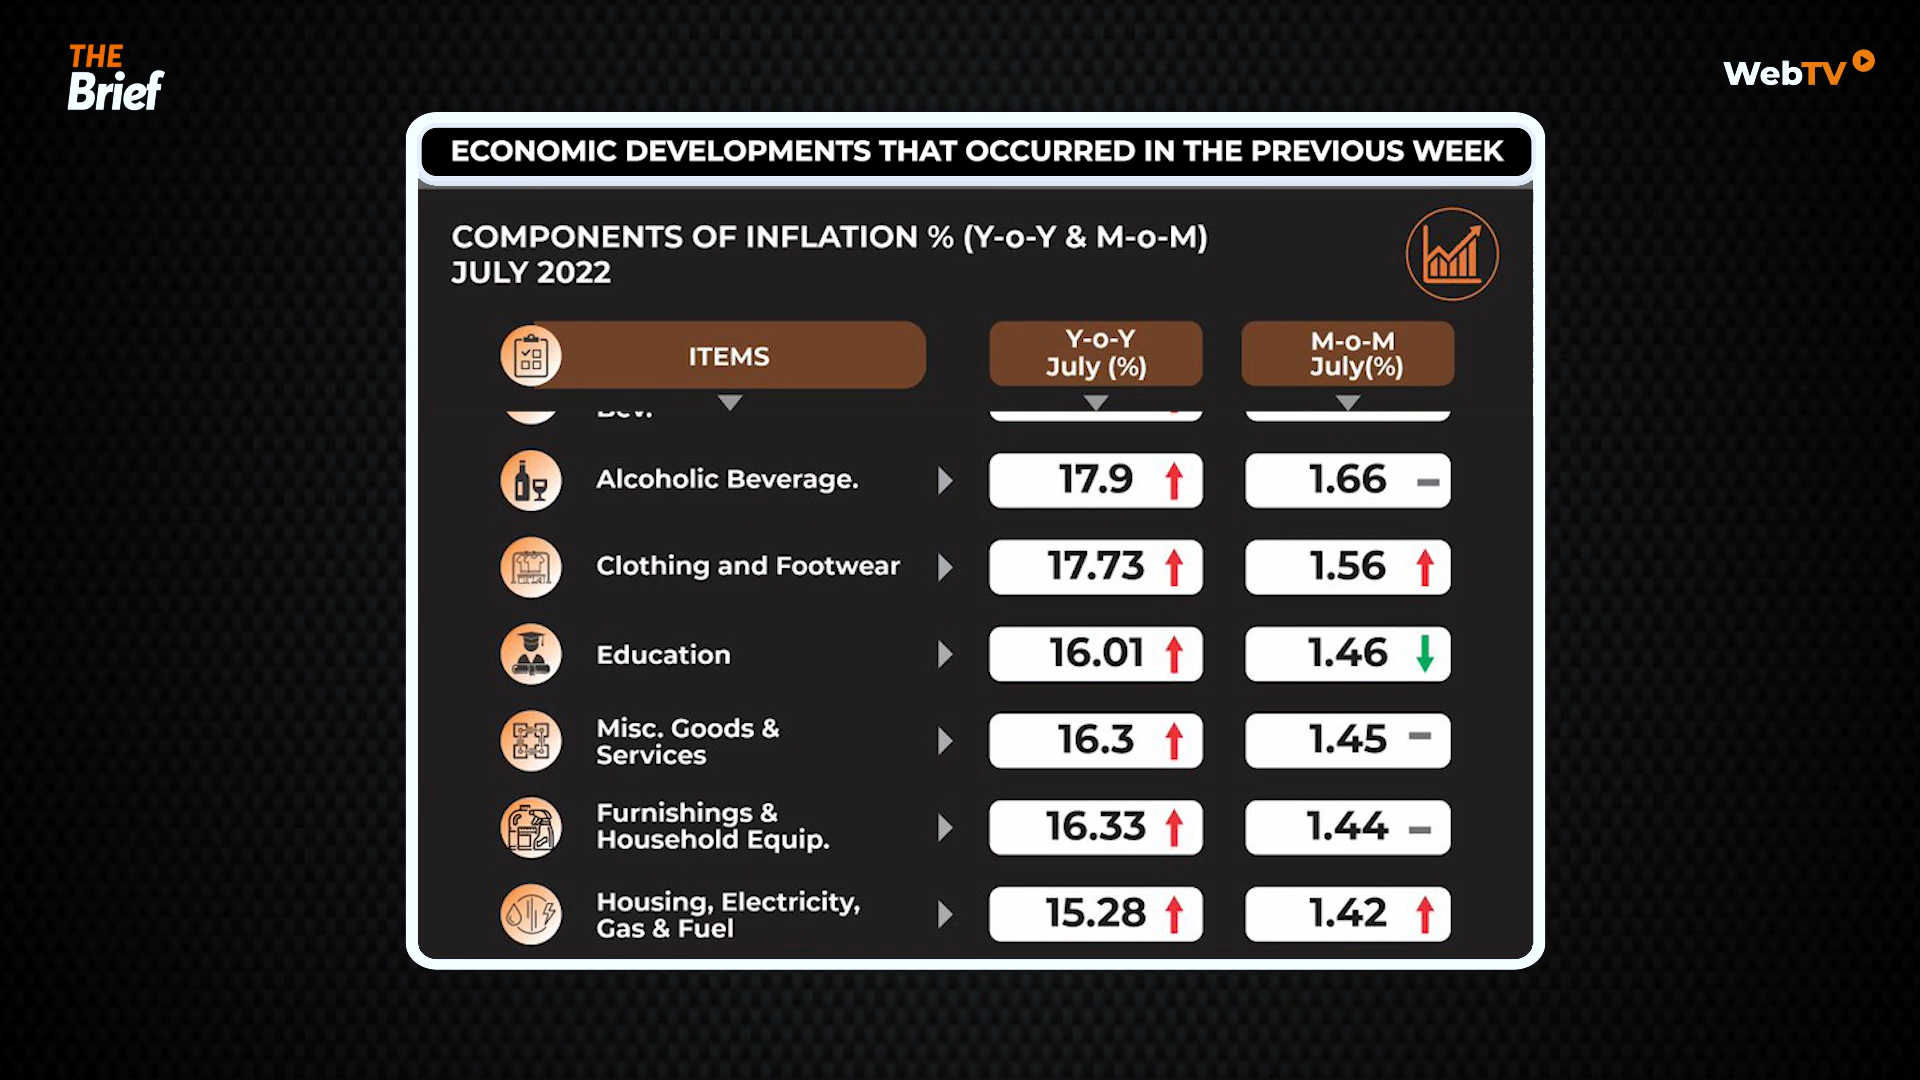 THE
Brief
WebTV
ECONOMIC DEVELOPMENTS THAT OCCURRED IN THE PREVIOUS WEEK
COMPONENTS OF INFLATION % (Y-o-Y & M-o-M)
JULY 2022
ITEMS
Y-o-Y
July (%)
M-o-M
July(%)
Bev.
Alcoholic Beverage. 17.9 1.66 –
Clothing and Footwear 17.73 1.56
Education 16.01 1.46
Misc. Goods &
Services
16.3 1.45 –
Furnishings &
Household Equip.
16.33 1.44 –
Housing, Electricity,
Gas & Fuel
15.28 1.42